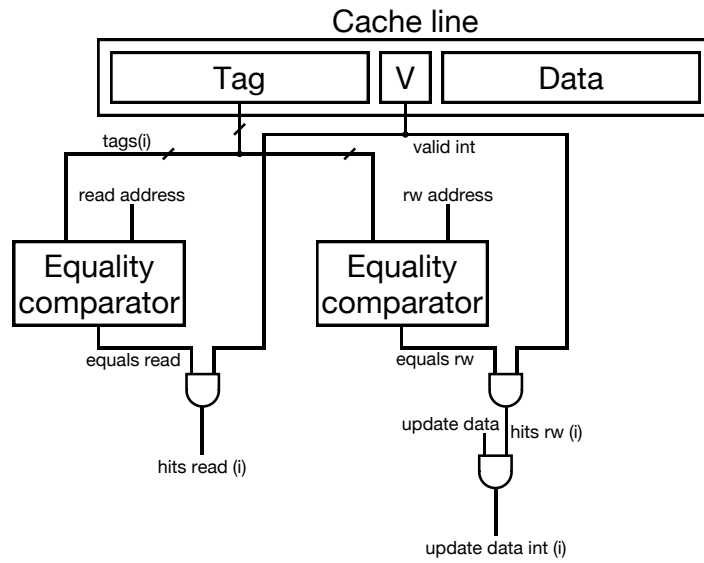 Cache line
Tag
V
Data
tags(i)
valid int
read address
rw address
Equality
comparator
Equality
comparator
equals read
equals rw
update data
hits rw (i)
hits read (i)
update data int (i)